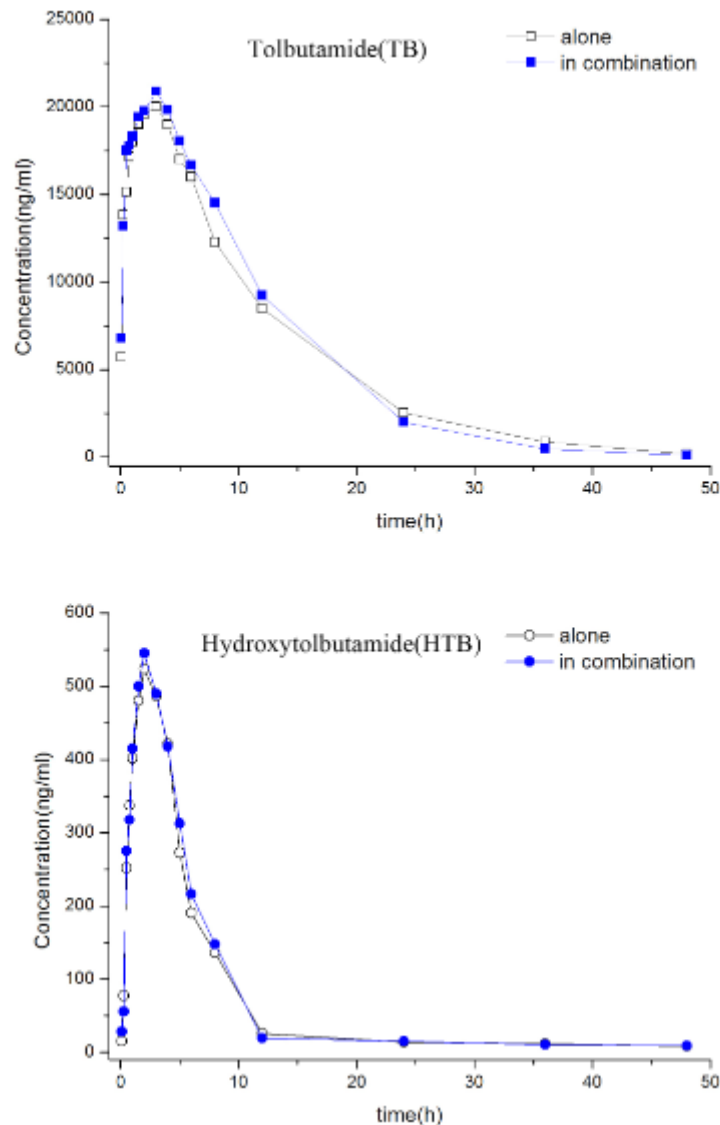 Tolbutamide(TB)
alone
in combination
Concentration(ng/ml)
25000
20000
15000
10000
5000
0
0 10 20 30 40 50
time(h)
Hydroxytolbutamide(HTB)
alone
in combination
Concentration(ng/ml)
600
500
400
300
200
100
0
0 10 20 30 40 50
time(h)